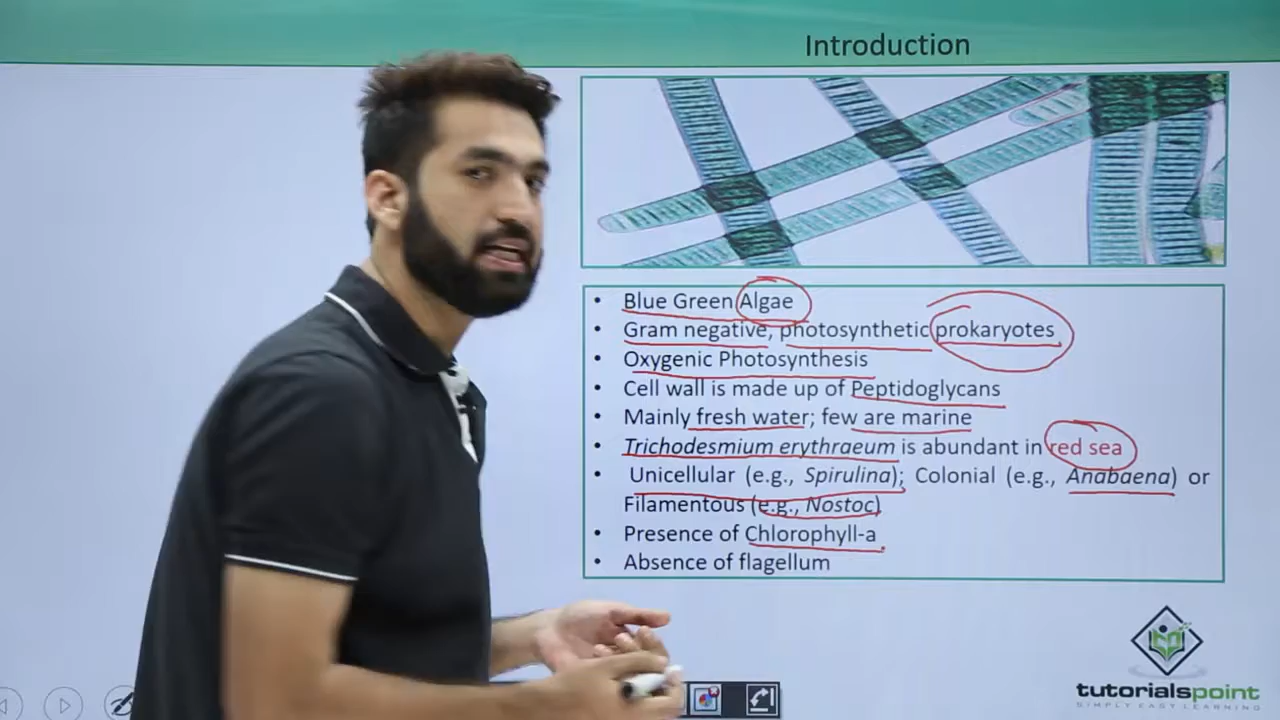 Introduction
• Blue Green Algae
• Gram negative, photosynthetic prokaryotes
• Oxygenic Photosynthesis
• Cell wall is made up of Peptidoglycans
• Mainly fresh water; few are marine
• Trichodesmium erythraeum is abundant in red sea
• Unicellular (e.g., Spirulina); Colonial (e.g., Anabaena) or
Filamentous (e.g., Nostoc)
• Presence of Chlorophyll-a
• Absence of flagellum
tutorialspoint
SIMPLY EASY LEARNING